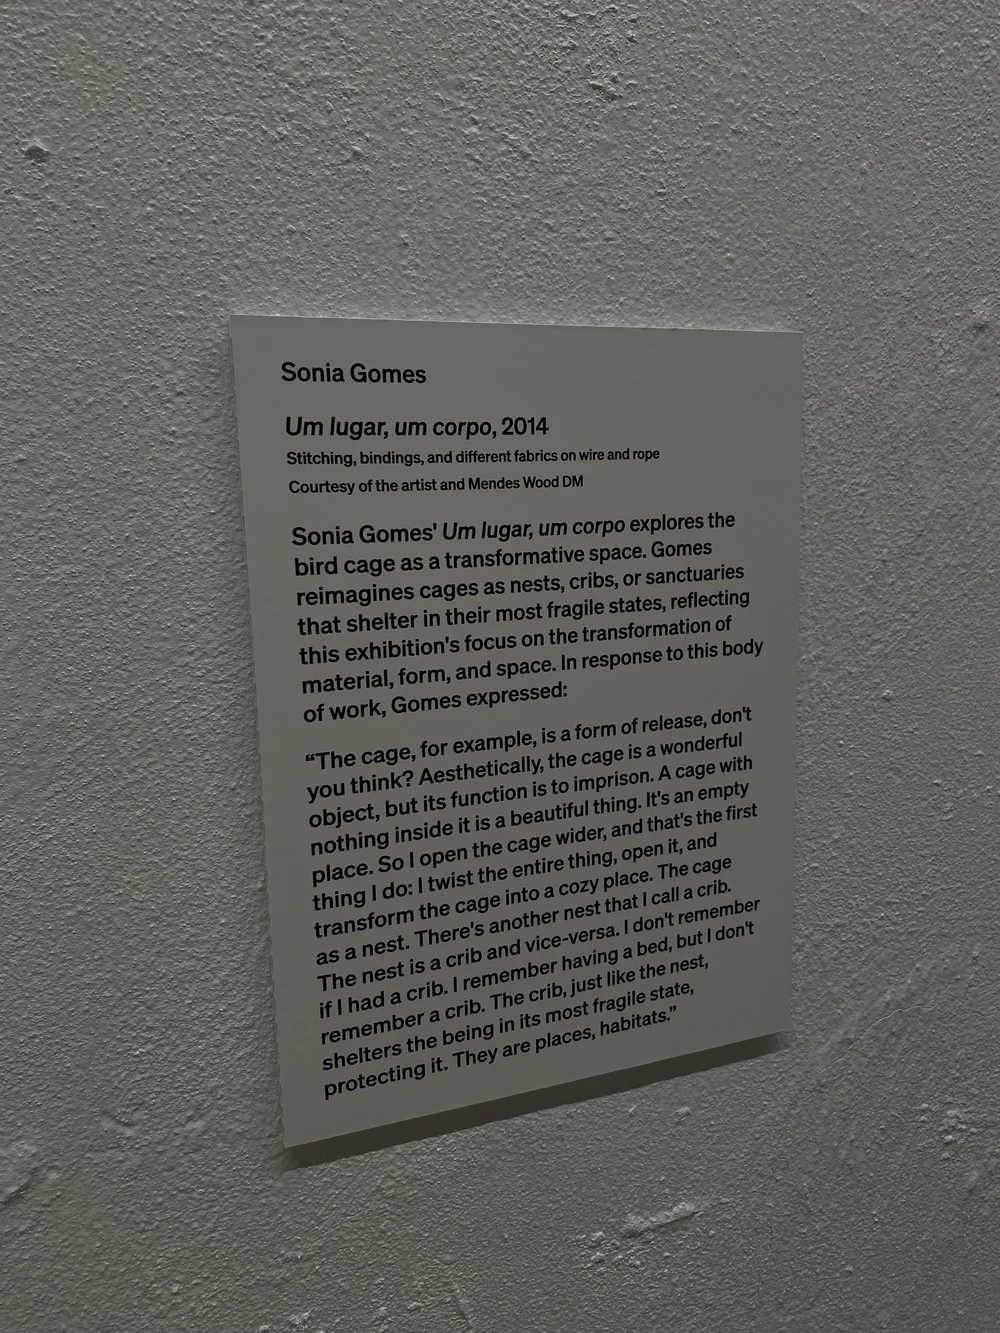 Sonia Gomes
Um lugar, um corpo, 2014
Stitching, bindings, and different fabrics on wire and rope
Courtesy of the artist and Mendes Wood DM
Sonia Gomes' Um lugar, um corpo explores the
bird cage as a transformative space. Gomes
reimagines cages as nests, cribs, or sanctuaries
that shelter in their most fragile states, reflecting
this exhibition's focus on the transformation of
material, form, and space. In response to this body
of work, Gomes expressed:
“The cage, for example, is a form of release, don't
you think? Aesthetically, the cage is a wonderful
object, but its function is to imprison. A cage with
nothing inside it is a beautiful thing. It's an empty
place. So I open the cage wider, and that's the first
thing I do: I twist the entire thing, open it, and
transform the cage into a cozy place. The cage
as a nest. There's another nest that I call a crib.
The nest is a crib and vice-versa. I don't remember
if I had a crib. I remember having a bed, but I don't
remember a crib. The crib, just like the nest,
shelters the being in its most fragile state,
protecting it. They are places, habitats.”